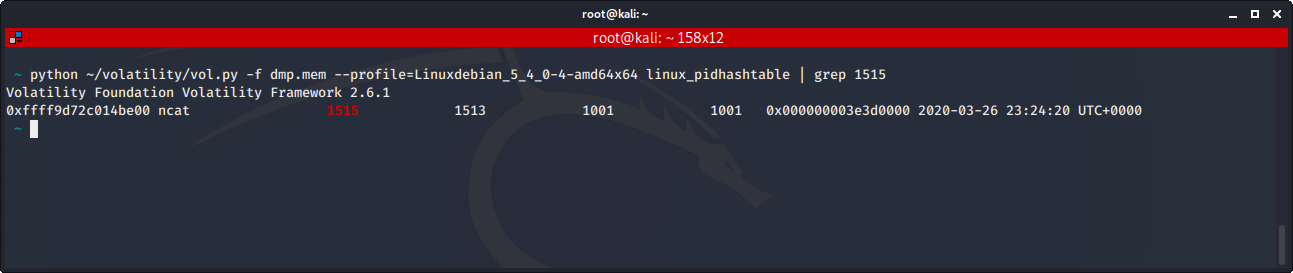 root@kali: ~
root@kali: ~ 158x12
~ python ~/volatility/vol.py -f dmp.mem --profile=Linuxdebian_5_4_0-4-amd64x64 linux_pidhashtable | grep 1515
Volatility Foundation Volatility Framework 2.6.1
0xffff9d72c014be00 ncat 1515 1513 1001 1001 0x000000003e3d0000 2020-03-26 23:24:20 UTC+0000
~